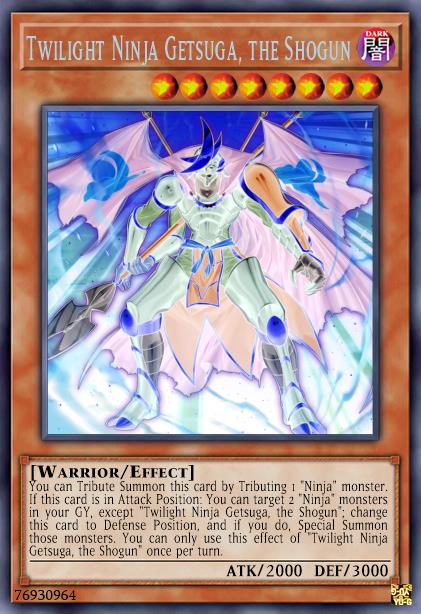 Twilight Ninja Getsuga, the Shogun
DARK
闇
[Warrior/Effect]
You can Tribute Summon this card by Tributing 1 "Ninja" monster.
If this card is in Attack Position: You can target 2 "Ninja" monsters
in your GY, except "Twilight Ninja Getsuga, the Shogun"; change
this card to Defense Position, and if you do, Special Summon
those monsters. You can only use this effect of "Twilight Ninja
Getsuga, the Shogun" once per turn.
ATK/2000 DEF/3000
76930964